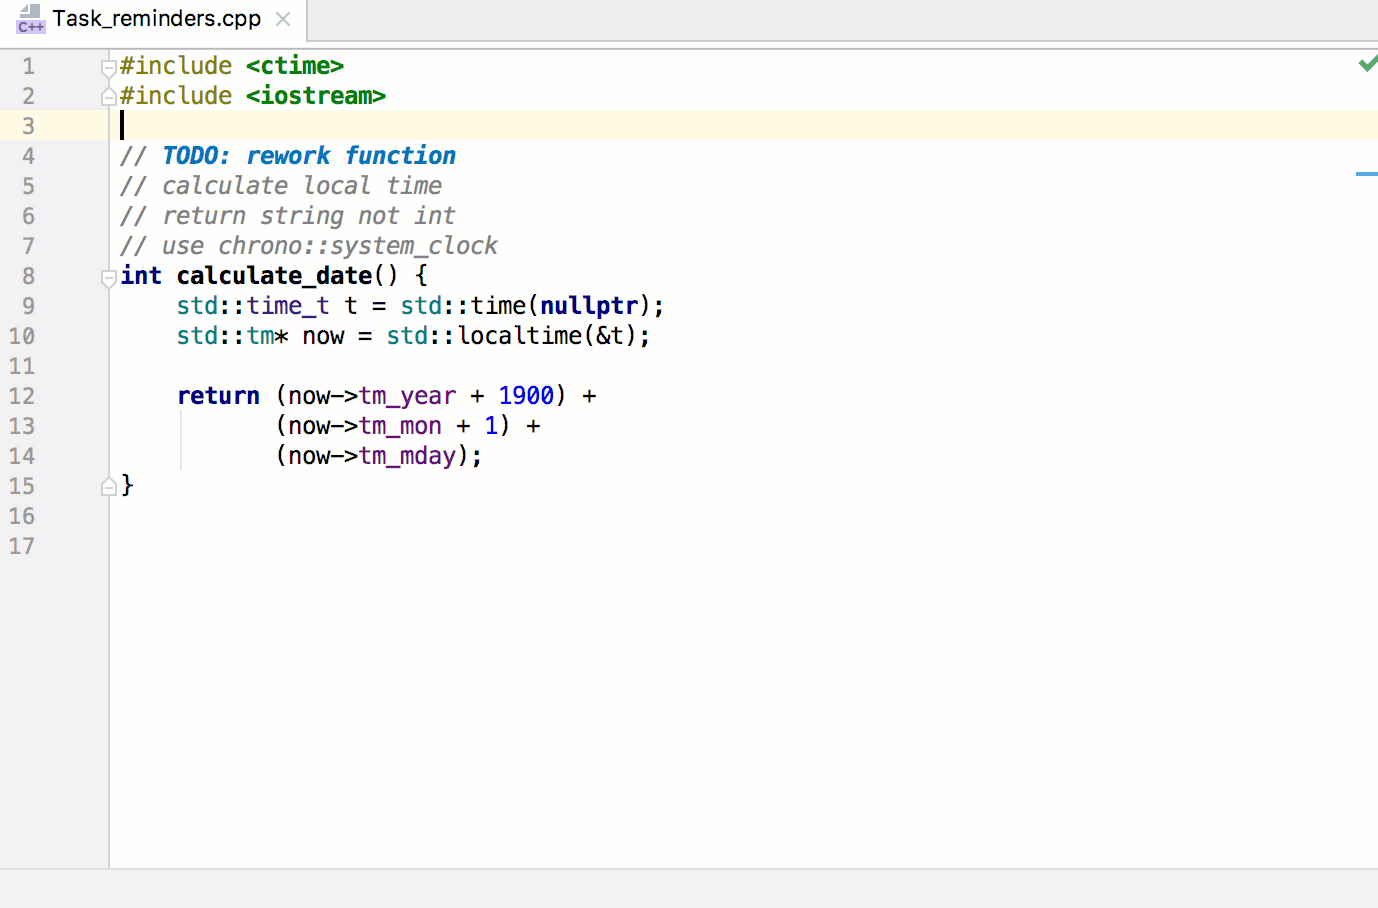 C++ Task_reminders.cpp
1 #include <ctime>
2 #include <iostream>
3
4 // TODO: rework function
5 // calculate local time
6 // return string not int
7 // use chrono::system_clock
8 int calculate_date() {
9 std::time_t t = std::time(nullptr);
10 std::tm* now = std::localtime(&t);
11
12 return (now->tm_year + 1900) +
13 (now->tm_mon + 1) +
14 (now->tm_mday);
15 }
16
17